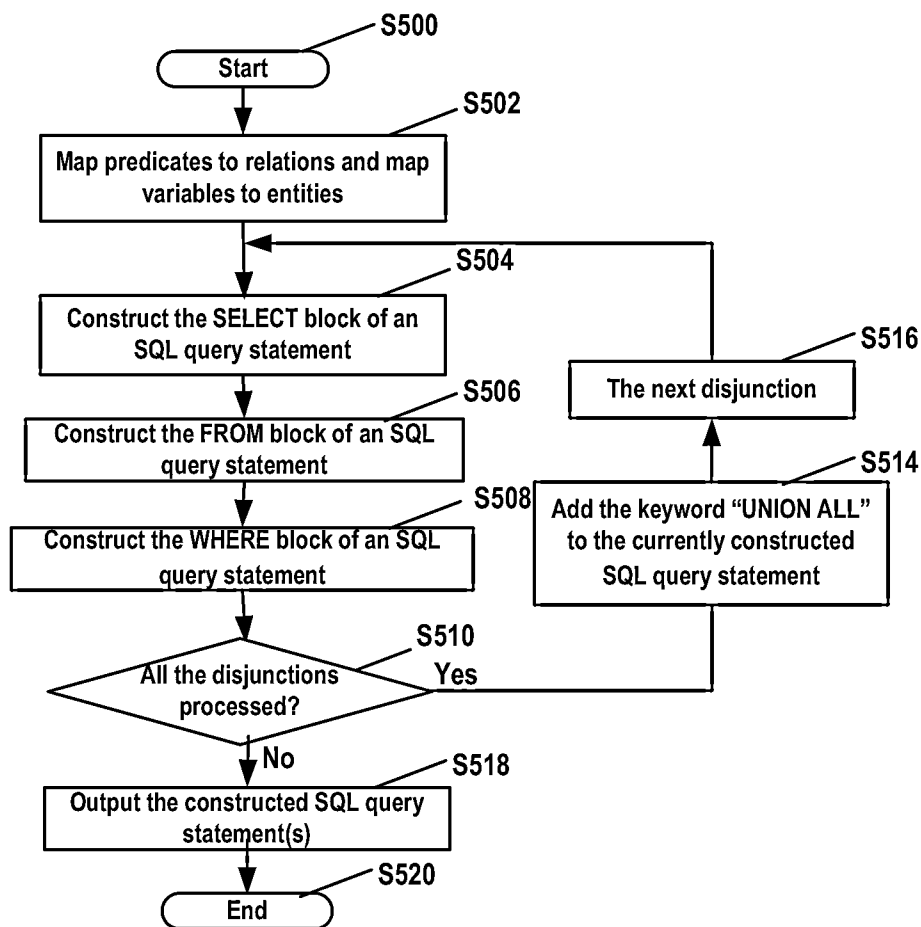 S500
Start
S502
Map predicates to relations and map
variables to entities
S504
Construct the SELECT block of an
SQL query statement
S506
Construct the FROM block of an SQL
query statement
S508
Construct the WHERE block of an SQL
query statement
S510
All the disjunctions
processed?
Yes
No
S514
Add the keyword “UNION ALL”
to the currently constructed
SQL query statement
S516
The next disjunction
S518
Output the constructed SQL query
statement(s)
S520
End